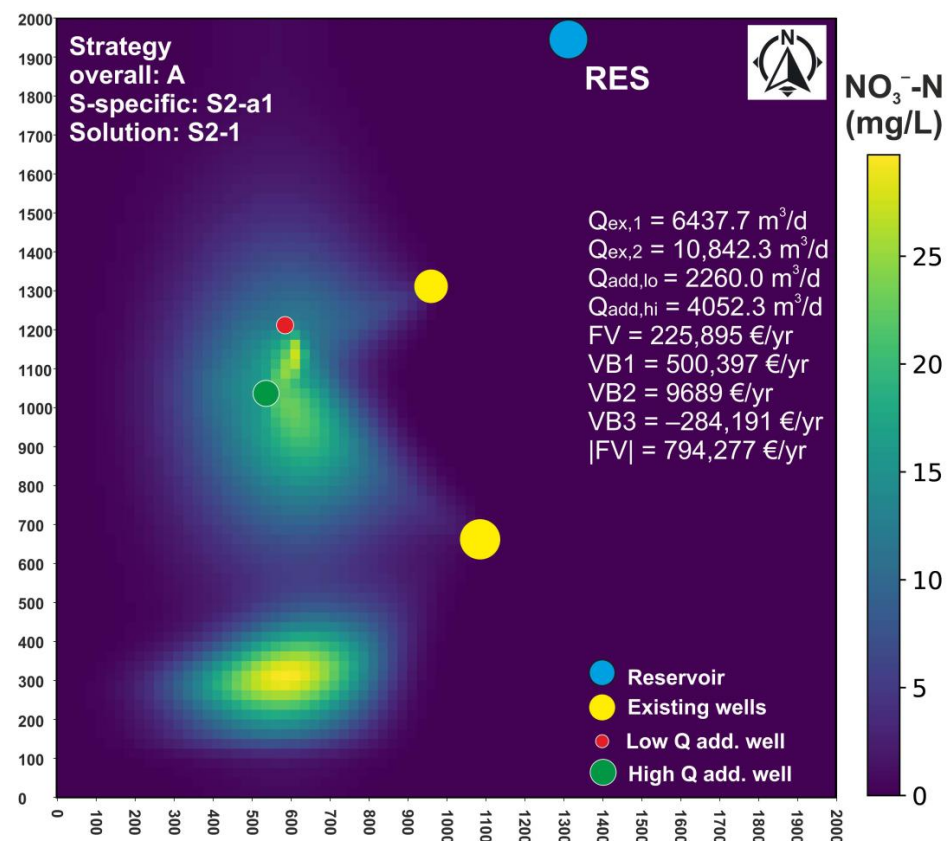 Strategy
overall: A
S-specific: S2-a1
Solution: S2-1
RES
N
NO₃⁻-N
(mg/L)
Qex,1 = 6437.7 m³/d
Qex,2 = 10,842.3 m³/d
Qadd,lo = 2260.0 m³/d
Qadd,hi = 4052.3 m³/d
FV = 225,895 €/yr
VB1 = 500,397 €/yr
VB2 = 9689 €/yr
VB3 = –284,191 €/yr
|FV| = 794,277 €/yr
Reservoir
Existing wells
Low Q add. well
High Q add. well
2000
1900
1800
1700
1600
1500
1400
1300
1200
1100
1000
900
800
700
600
500
400
300
200
100
0
0
100
200
300
400
500
600
700
800
900
1000
1100
1200
1300
1400
1500
1600
1700
1800
1900
2000
25
20
15
10
5
0